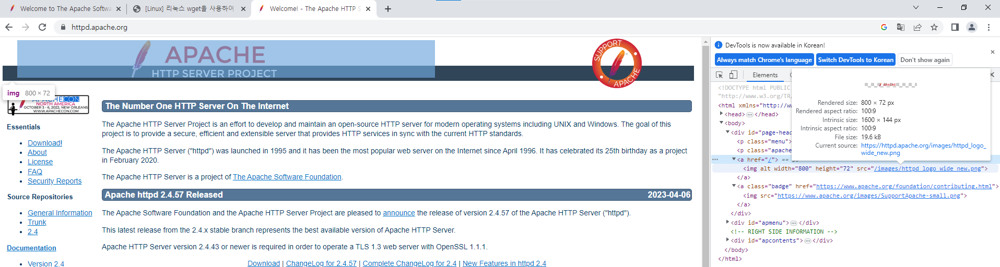 Welcome to The Apache Softwa
[Linux] 리눅스 wget을 사용하여
Welcome! - The Apache HTTP S
httpd.apache.org
APACHE
HTTP SERVER PROJECT
SUPPORT APACHE
img 800 × 72
APACHECON
NORTH AMERICA
OCTOBER 3 - 6, 2022, NEW ORLEANS
WWW.APACHECON.COM
Essentials
Download!
About
License
FAQ
Security Reports
Source Repositories
General Information
Trunk
2.4
Documentation
Version 2.4
The Number One HTTP Server On The Internet
The Apache HTTP Server Project is an effort to develop and maintain an open-source HTTP server for modern operating systems including UNIX and Windows. The goal of this
project is to provide a secure, efficient and extensible server that provides HTTP services in sync with the current HTTP standards.
The Apache HTTP Server ("httpd") was launched in 1995 and it has been the most popular web server on the Internet since April 1996. It has celebrated its 25th birthday as a project
in February 2020.
The Apache HTTP Server is a project of The Apache Software Foundation.
Apache httpd 2.4.57 Released 2023-04-06
The Apache Software Foundation and the Apache HTTP Server Project are pleased to announce the release of version 2.4.57 of the Apache HTTP Server ("httpd").
This latest release from the 2.4.x stable branch represents the best available version of Apache HTTP Server.
Apache HTTP Server version 2.4.43 or newer is required in order to operate a TLS 1.3 web server with OpenSSL 1.1.1.
Download | ChangeLog for 2.4.57 | Complete ChangeLog for 2.4 | New Features in httpd 2.4
DevTools is now available in Korean!
Always match Chrome's language Switch DevTools to Korean Don't show again
Elements
APACHE
Rendered size: 800 × 72 px
Rendered aspect ratio: 100:9
Intrinsic size: 1600 × 144 px
Intrinsic aspect ratio: 100:9
File size: 19.6 kB
Current source: https://httpd.apache.org/images/httpd_logo_
wide_new.png
<!DOCTYPE html PUBLIC
"http://www.w3.org/TR/
<html xmlns="http://ww
<head>…</head>
<body>
<div id="page-head
<p class="menu">
<p class="apache
<a href="/"> ==
<img alt width="800" height="72" src="/images/httpd_logo_wide_new.png">
</a>
<a class="badge" href="https://www.apache.org/foundation/contributing.html">
<img src="https://www.apache.org/images/SupportApache-small.png">
</a>
</div>
<div id="apmenu">…</div>
<!-- RIGHT SIDE INFORMATION -->
<div id="apcontents">…</div>
</body>
</html>